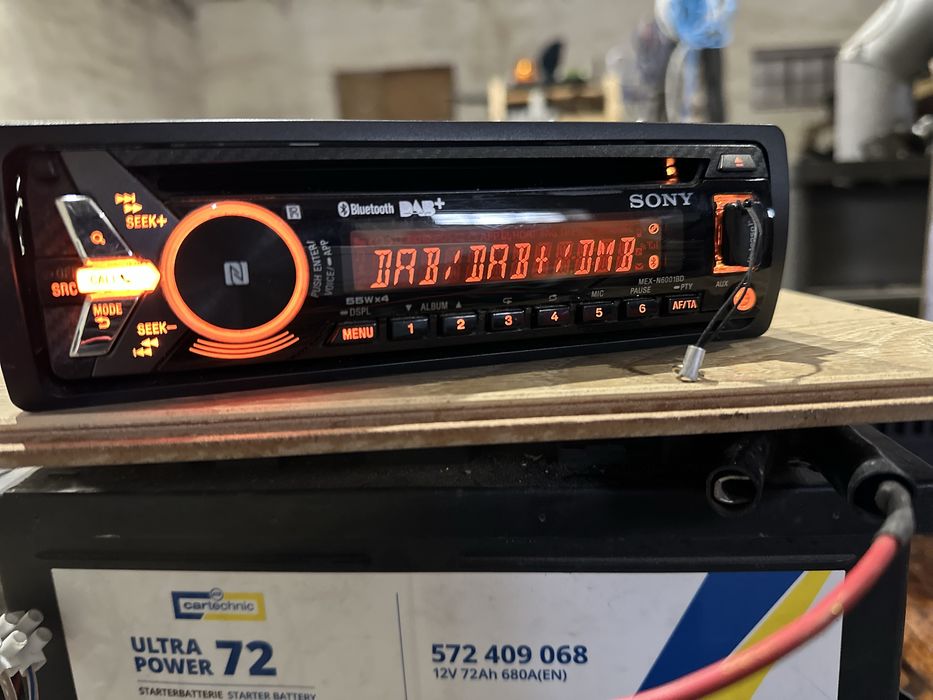 SONY
Bluetooth DAB+
SEEK+
PUSH ENTER/
VOICE/ APP
DAB/DAB+/DMB
SRC
CALL
MODE
SEEK-
MEX-N6001BD
55Wx4
DSPL
ALBUM
MIC
PAUSE
PTY
AUX
MENU
1
2
3
4
5
6
AF/TA
cartechnic
ULTRA
POWER 72
STARTERBATTERIE STARTER BATTERY
572 409 068
12V 72Ah 680A(EN)